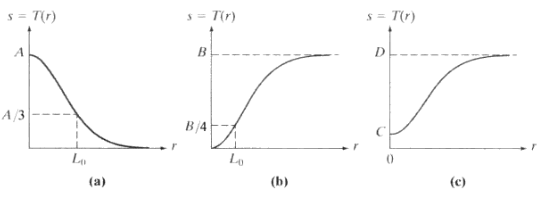 s = T(r)
A
A/3
L₀
r
(a)
s = T(r)
B
B/4
L₀
r
(b)
s = T(r)
D
C
0
r
(c)